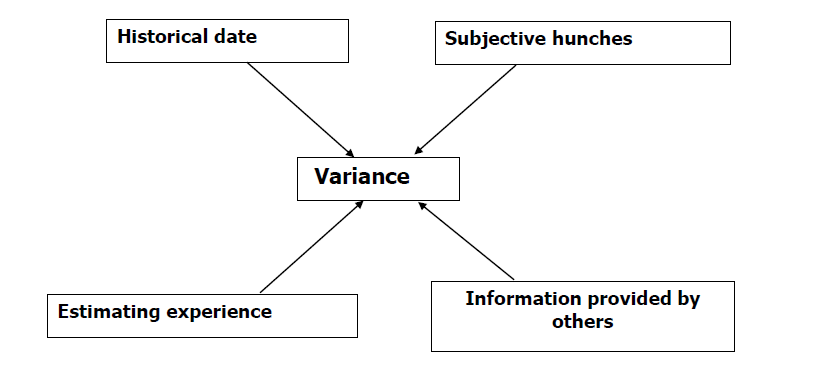 Historical date
Subjective hunches
Variance
Estimating experience
Information provided by
others